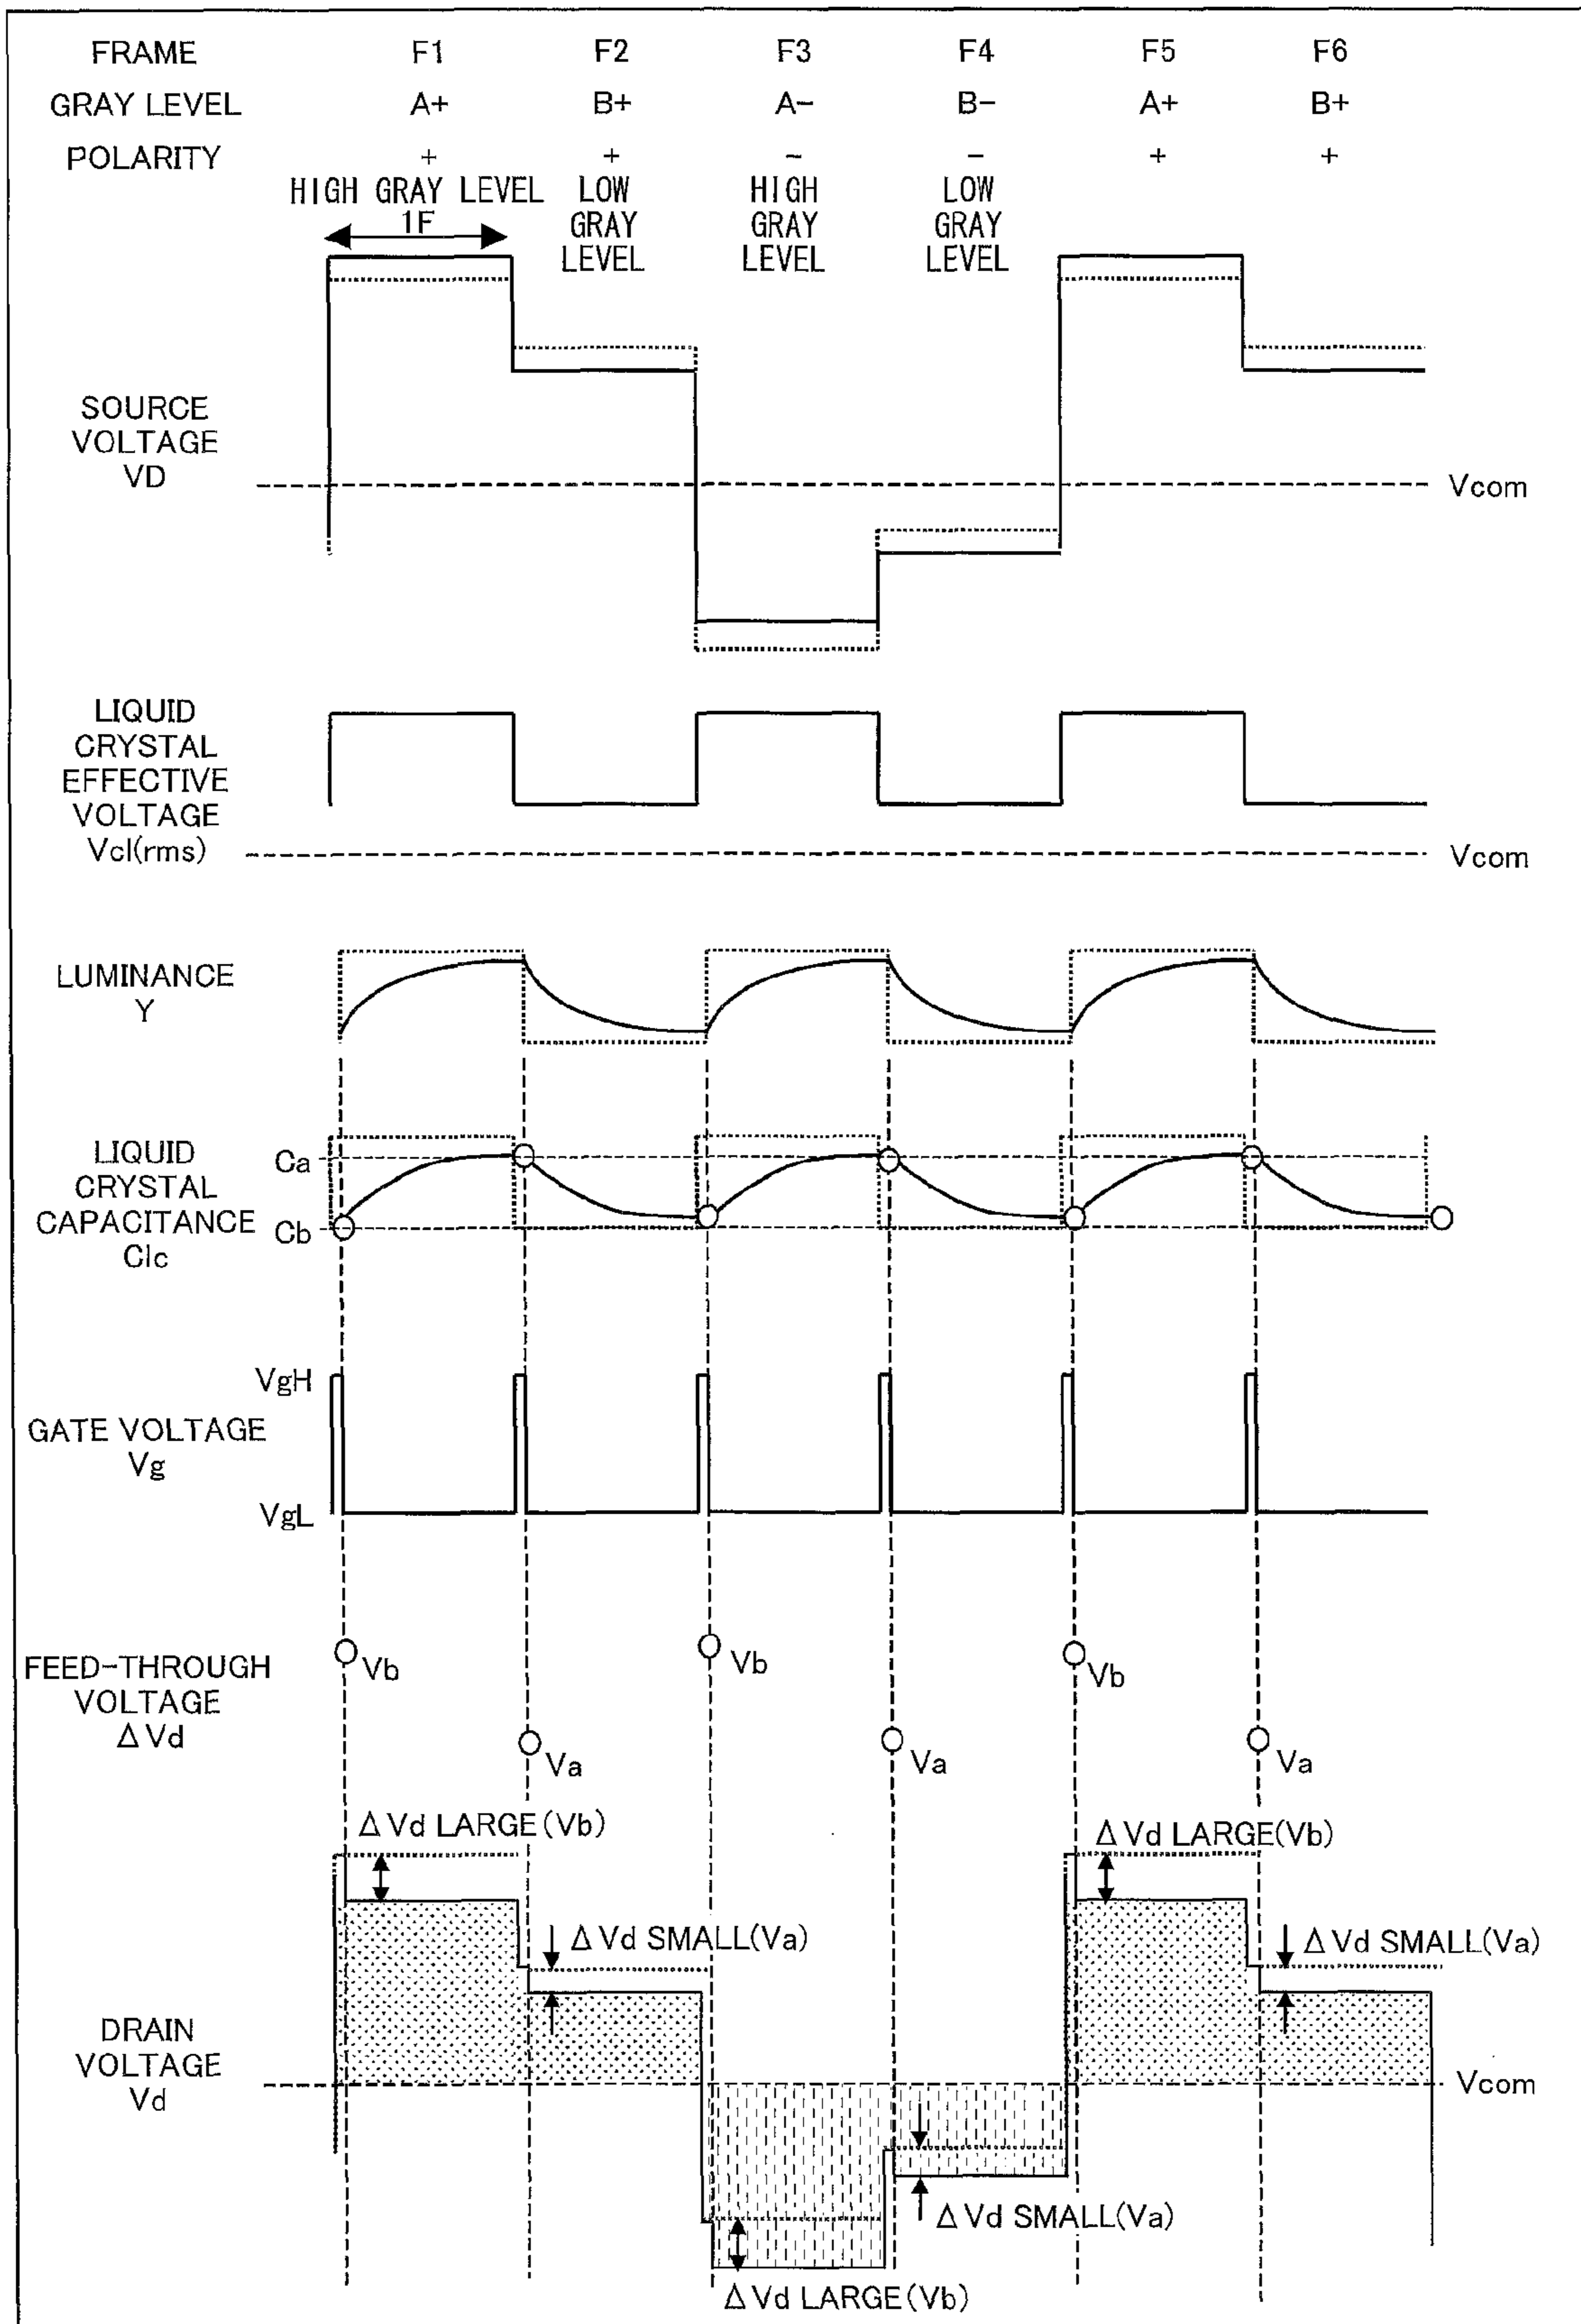 FRAME F1 F2 F3 F4 F5 F6
GRAY LEVEL A+ B+ A− B− A+ B+
POLARITY + + − − + +
HIGH GRAY LEVEL LOW HIGH LOW
1F GRAY GRAY GRAY
LEVEL LEVEL LEVEL
SOURCE
VOLTAGE
VD
Vcom
LIQUID
CRYSTAL
EFFECTIVE
VOLTAGE
Vcl(rms)
Vcom
LUMINANCE
Y
LIQUID
CRYSTAL
CAPACITANCE
Clc
Ca
Cb
VgH
GATE VOLTAGE
Vg
VgL
FEED-THROUGH
VOLTAGE
ΔVd
Vb Vb Vb
Va Va Va
ΔVd LARGE(Vb) ΔVd LARGE(Vb)
ΔVd SMALL(Va) ΔVd SMALL(Va)
DRAIN
VOLTAGE
Vd
Vcom
ΔVd SMALL(Va)
ΔVd LARGE(Vb)